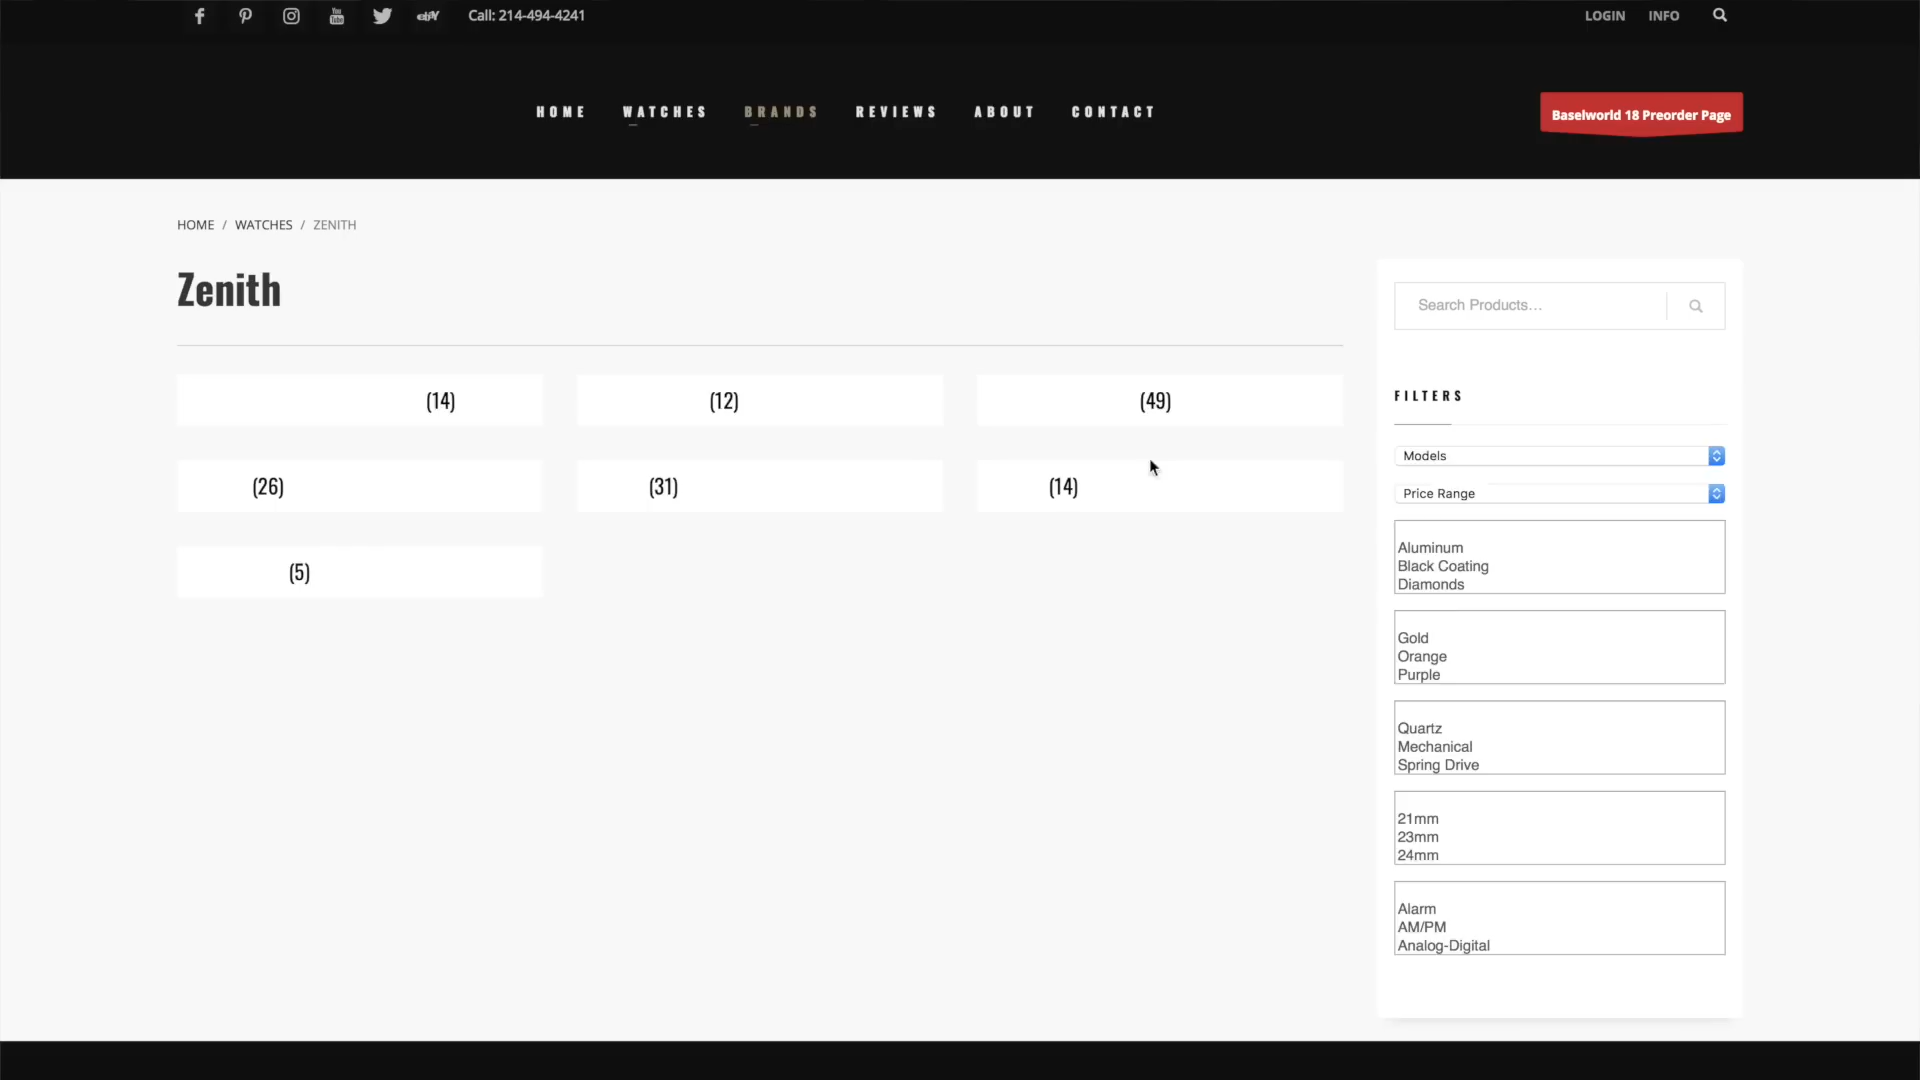 Call: 214-494-4241
LOGIN INFO
HOME WATCHES BRANDS REVIEWS ABOUT CONTACT
Baselworld 18 Preorder Page
HOME / WATCHES / ZENITH
Zenith
(14) (12) (49)
(26) (31) (14)
(5)
Search Products...
FILTERS
Models
Price Range
Aluminum
Black Coating
Diamonds
Gold
Orange
Purple
Quartz
Mechanical
Spring Drive
21mm
23mm
24mm
Alarm
AM/PM
Analog-Digital